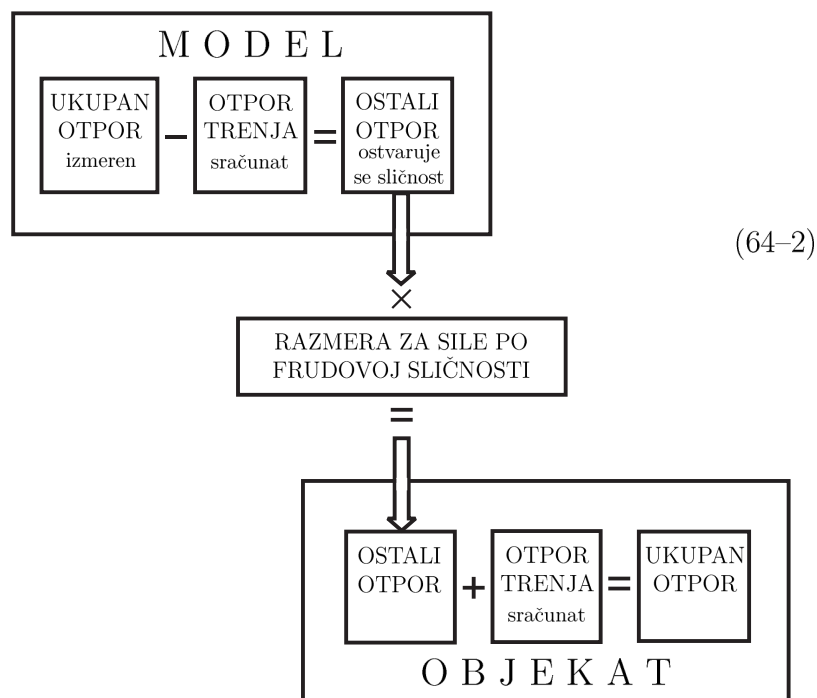 M O D E L
UKUPAN
OTPOR
izmeren
–
OTPOR
TRENJA
sračunat
=
OSTALI
OTPOR
ostvaruje
se sličnost
(64–2)
×
RAZMERA ZA SILE PO
FRUDOVOJ SLIČNOSTI
=
OSTALI
OTPOR
+
OTPOR
TRENJA
sračunat
=
UKUPAN
OTPOR
O B J E K A T